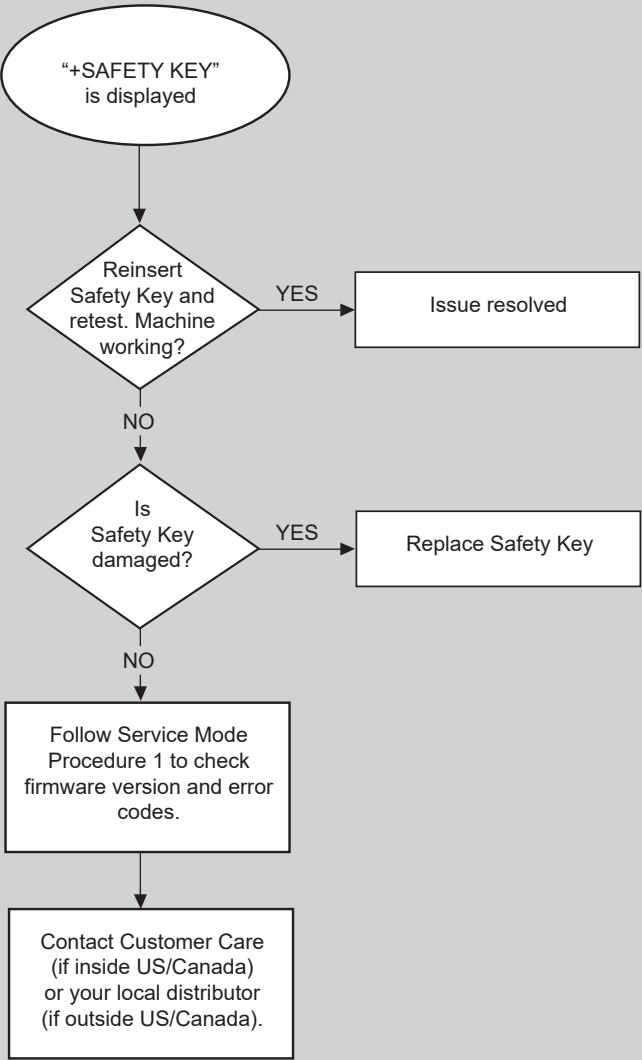 “+SAFETY KEY”
is displayed
Reinsert
Safety Key and
retest. Machine
working?
YES
Issue resolved
NO
Is
Safety Key
damaged?
YES
Replace Safety Key
NO
Follow Service Mode
Procedure 1 to check
firmware version and error
codes.
Contact Customer Care
(if inside US/Canada)
or your local distributor
(if outside US/Canada).